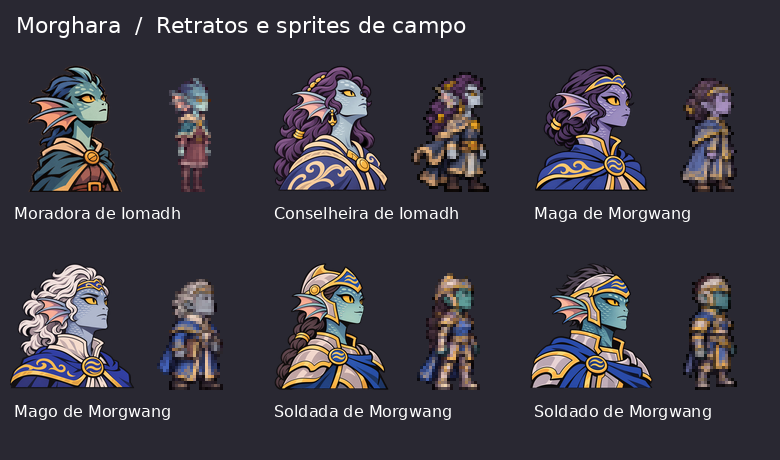 Morghara / Retratos e sprites de campo
Moradora de Iomadh
Conselheira de Iomadh
Maga de Morgwang
Mago de Morgwang
Soldada de Morgwang
Soldado de Morgwang